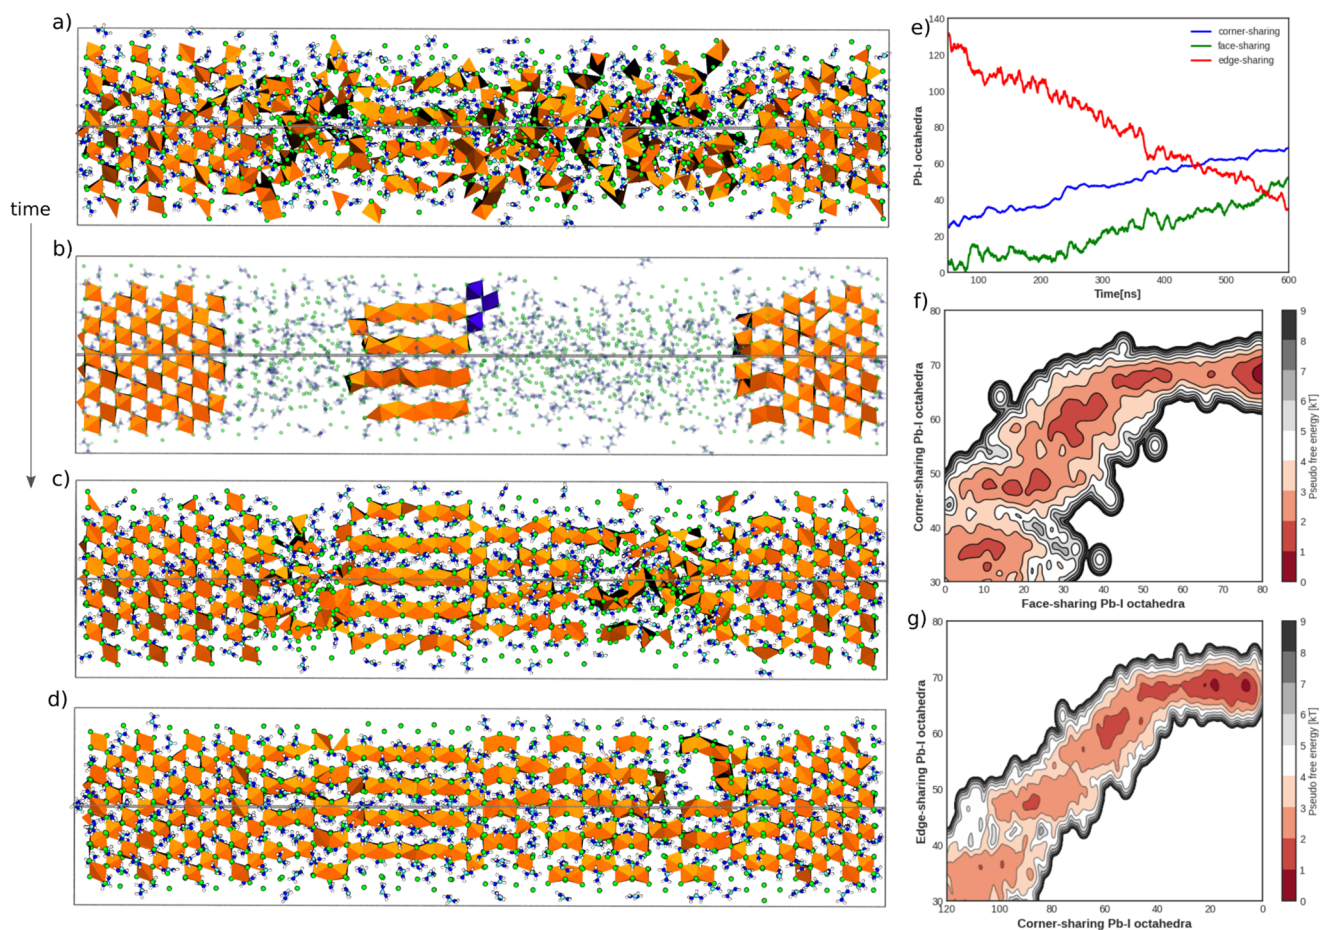 a)
time
b)
c)
d)
e)
140
120
100
80
60
40
20
0
Pb-I octahedra
corner-sharing
face-sharing
edge-sharing
100 200 300 400 500 600
Time[ns]
f)
80
70
60
50
40
30
Corner-sharing Pb-I octahedra
0 10 20 30 40 50 60 70 80
Face-sharing Pb-I octahedra
9
8
7
6
5
4
3
2
1
0
Pseudo free energy [kT]
g)
80
70
60
50
40
30
Edge-sharing Pb-I octahedra
120 100 80 60 40 20 0
Corner-sharing Pb-I octahedra
9
8
7
6
5
4
3
2
1
0
Pseudo free energy [kT]